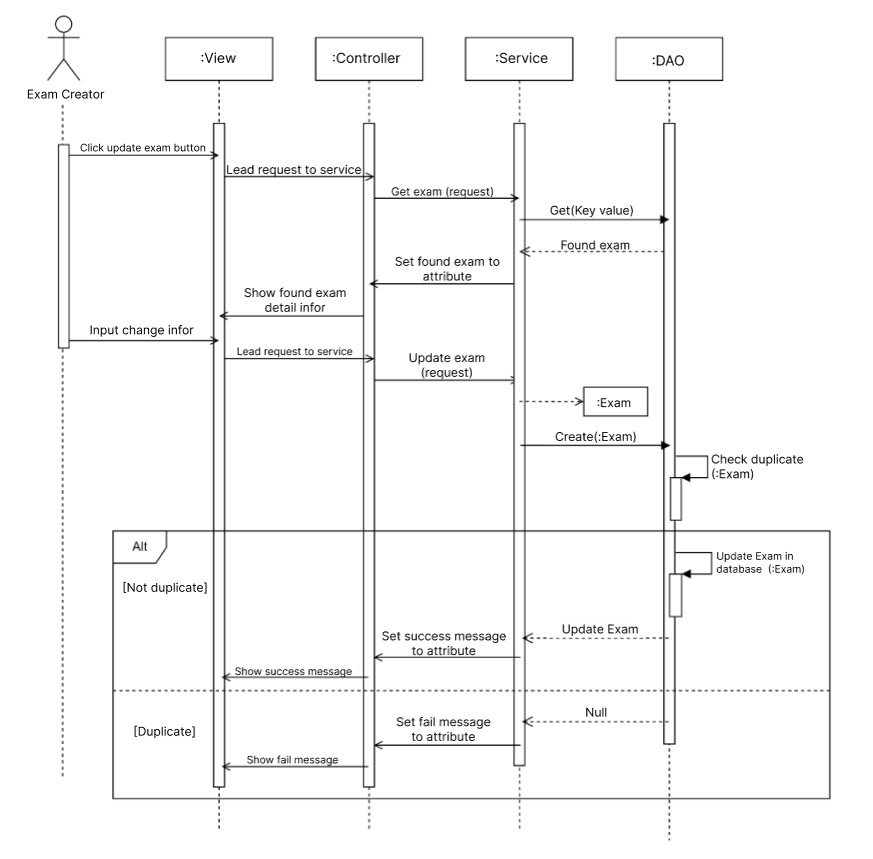 :View
:Controller
:Service
:DAO
Exam Creator
Click update exam button
Lead request to service
Get exam (request)
Get(Key value)
Found exam
Set found exam to
attribute
Show found exam
detail infor
Input change infor
Lead request to service
Update exam
(request)
:Exam
Create(:Exam)
Check duplicate
(:Exam)
Alt
Update Exam in
database (:Exam)
[Not duplicate]
Update Exam
Set success message
to attribute
Show success message
Null
[Duplicate]
Set fail message
to attribute
Show fail message